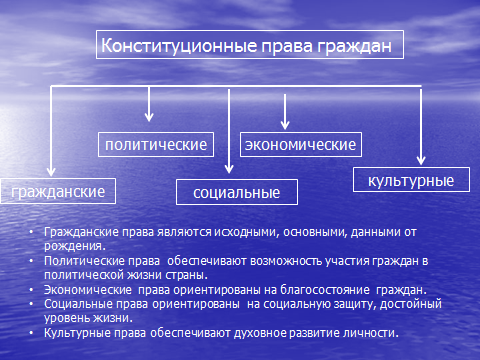 Конституционные права граждан
политические
экономические
гражданские
социальные
культурные
• Гражданские права являются исходными, основными, данными от
рождения.
• Политические права обеспечивают возможность участия граждан в
политической жизни страны.
• Экономические права ориентированы на благосостояние граждан.
• Социальные права ориентированы на социальную защиту, достойный
уровень жизни.
• Культурные права обеспечивают духовное развитие личности.